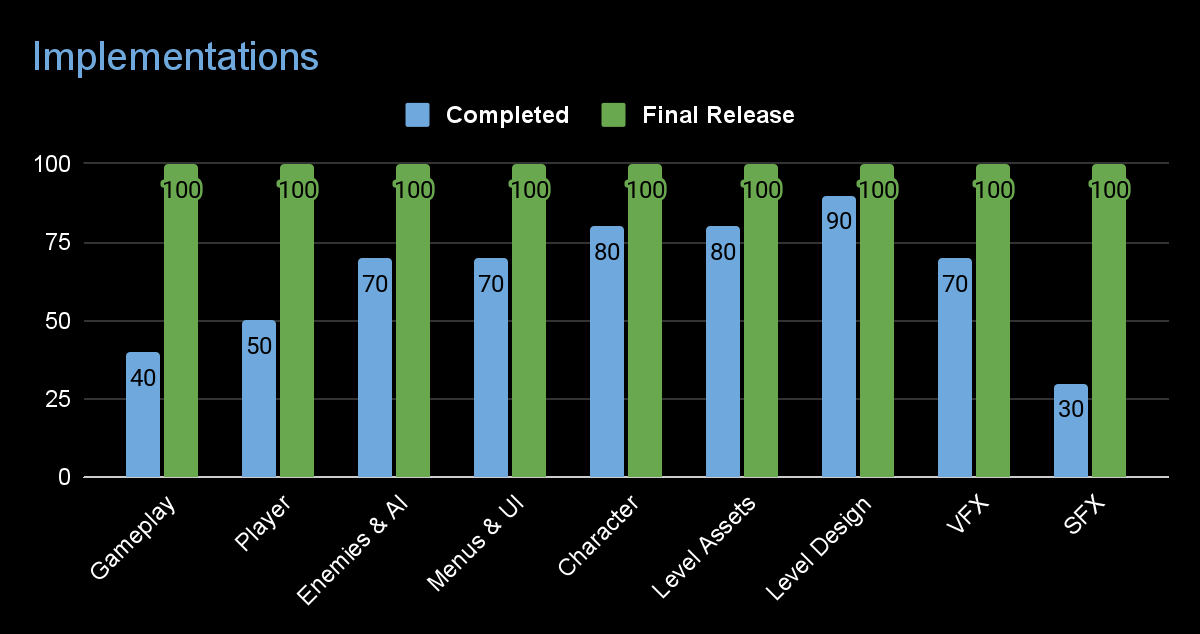 Implementations
Completed Final Release
100
75
50
25
0
40 100 50 100 70 100 70 100 80 100 80 100 90 100 70 100 30 100
Gameplay Player Enemies & AI Menus & UI Character Level Assets Level Design VFX SFX